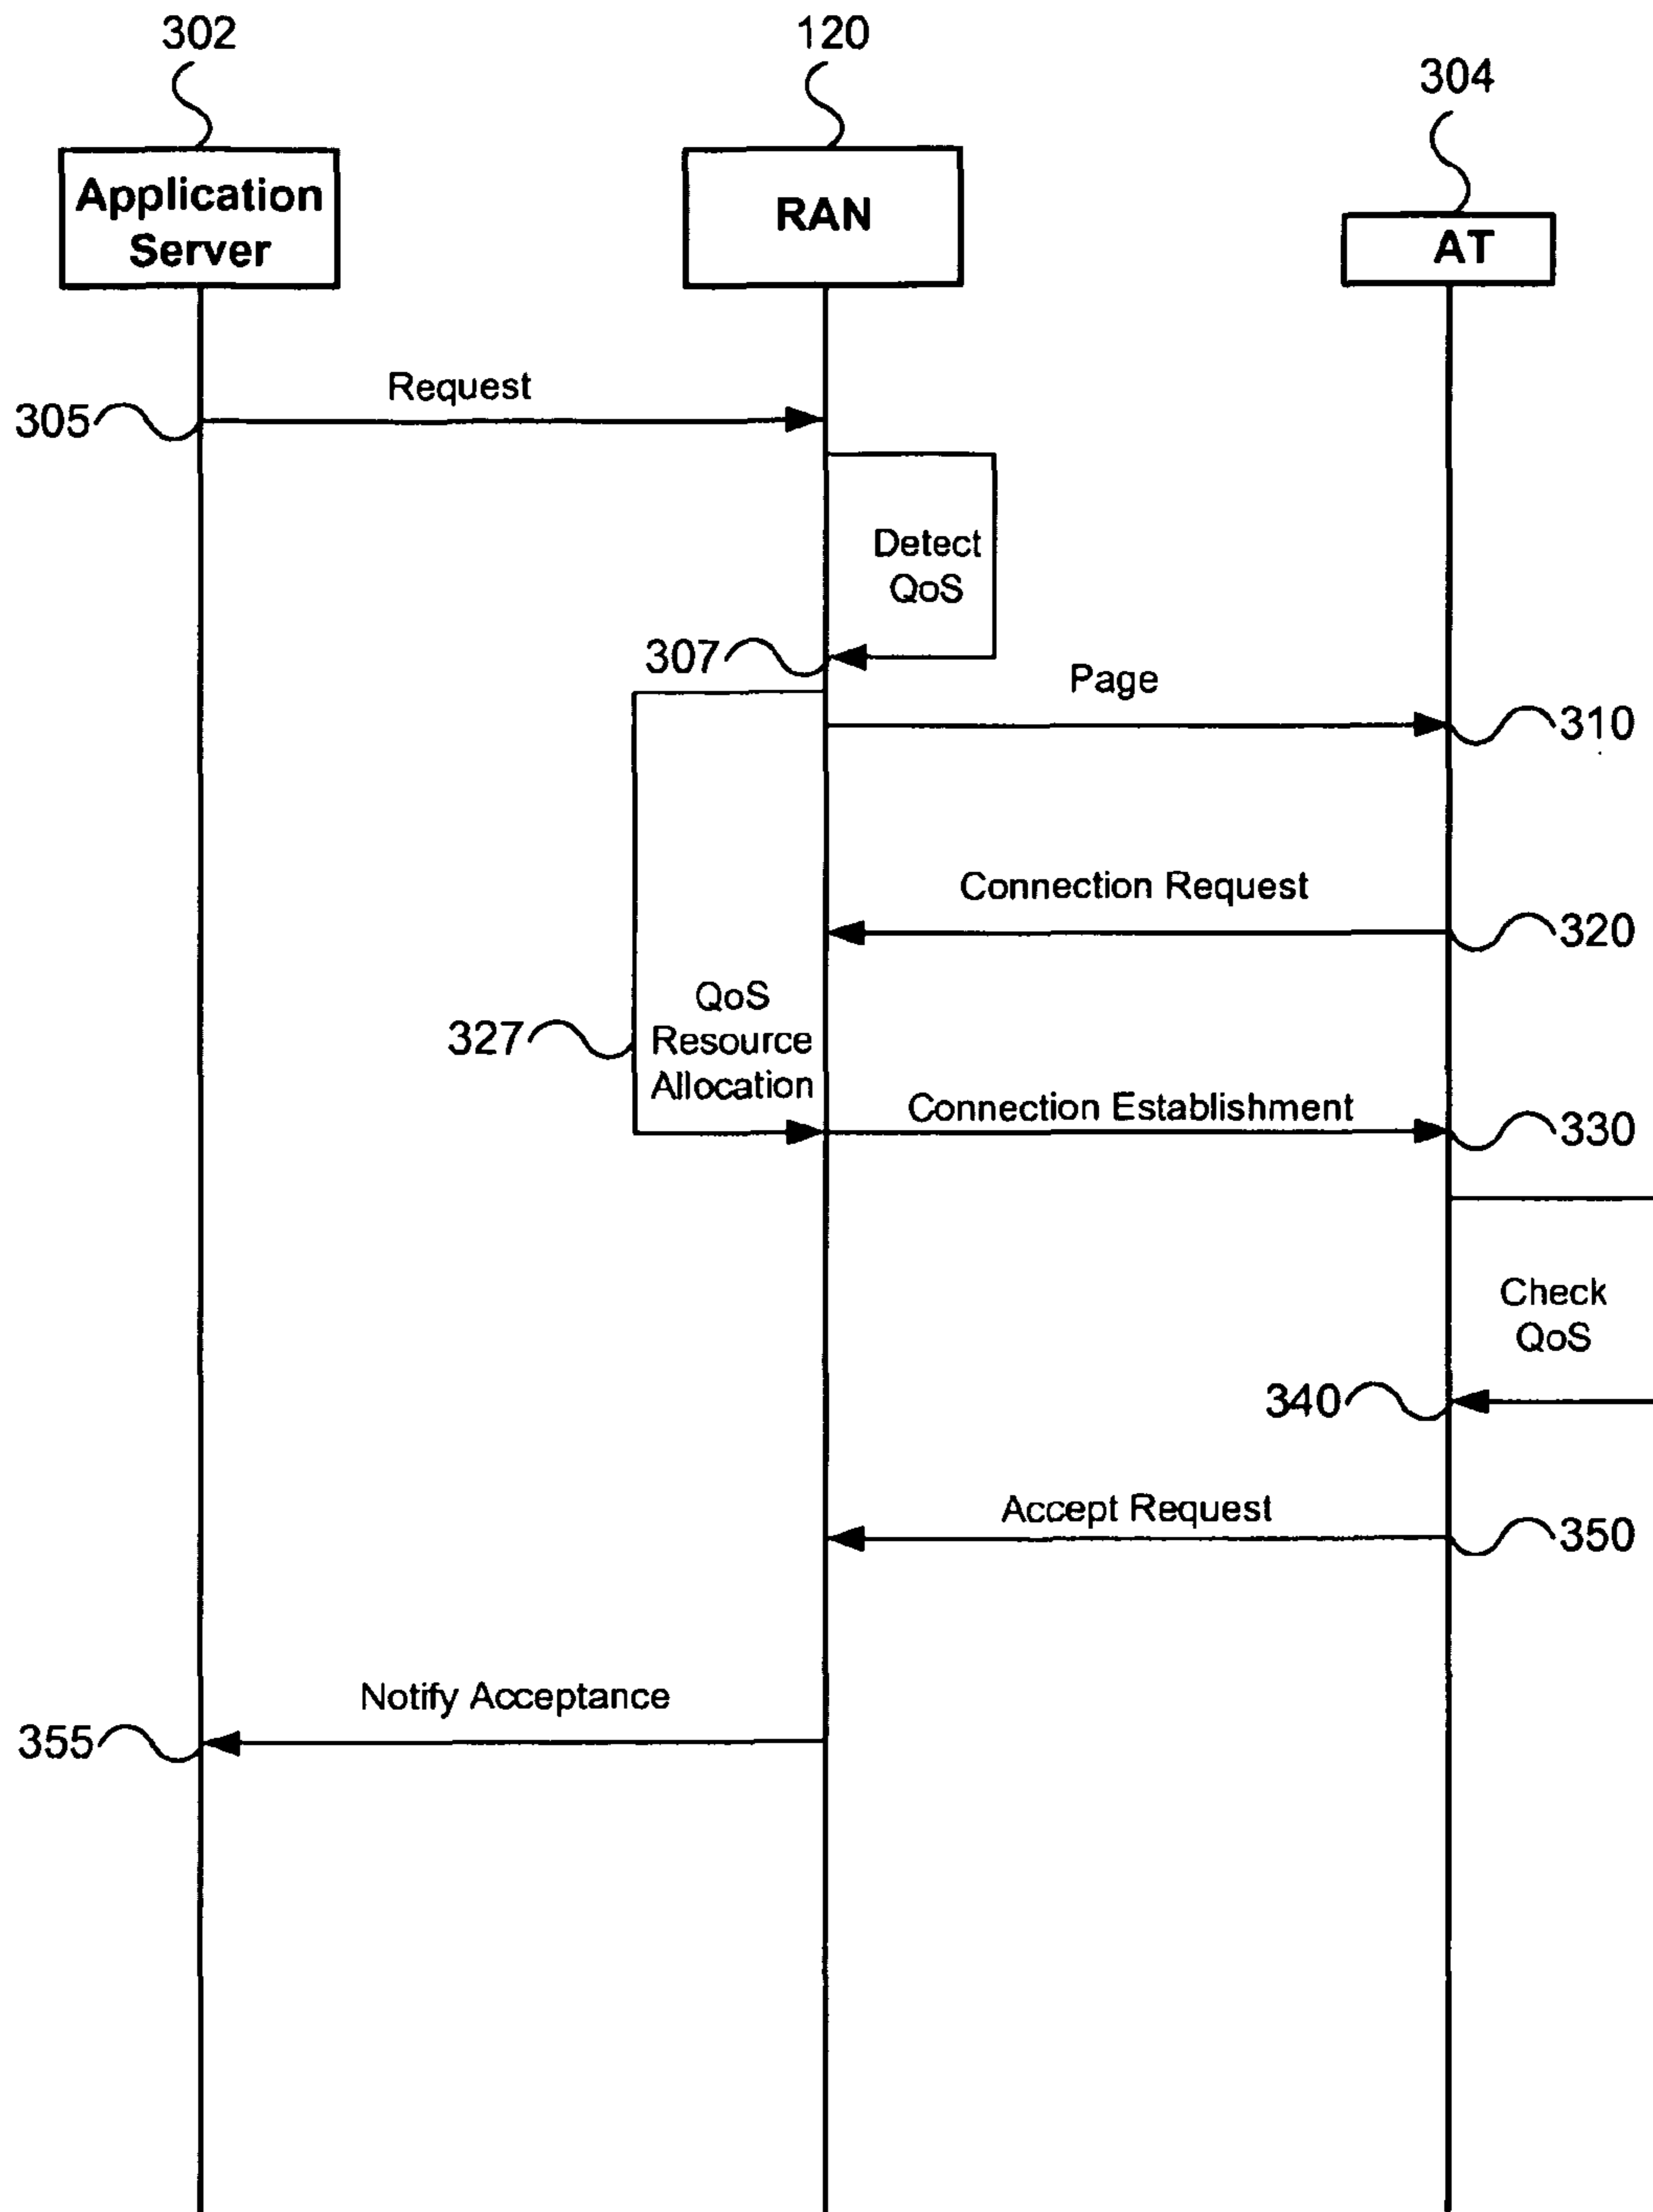 302
120
304
Application
Server
RAN
AT
Request
305
Detect
QoS
307
Page
310
Connection Request
320
QoS
Resource
Allocation
327
Connection Establishment
330
Check
QoS
340
Accept Request
350
Notify Acceptance
355